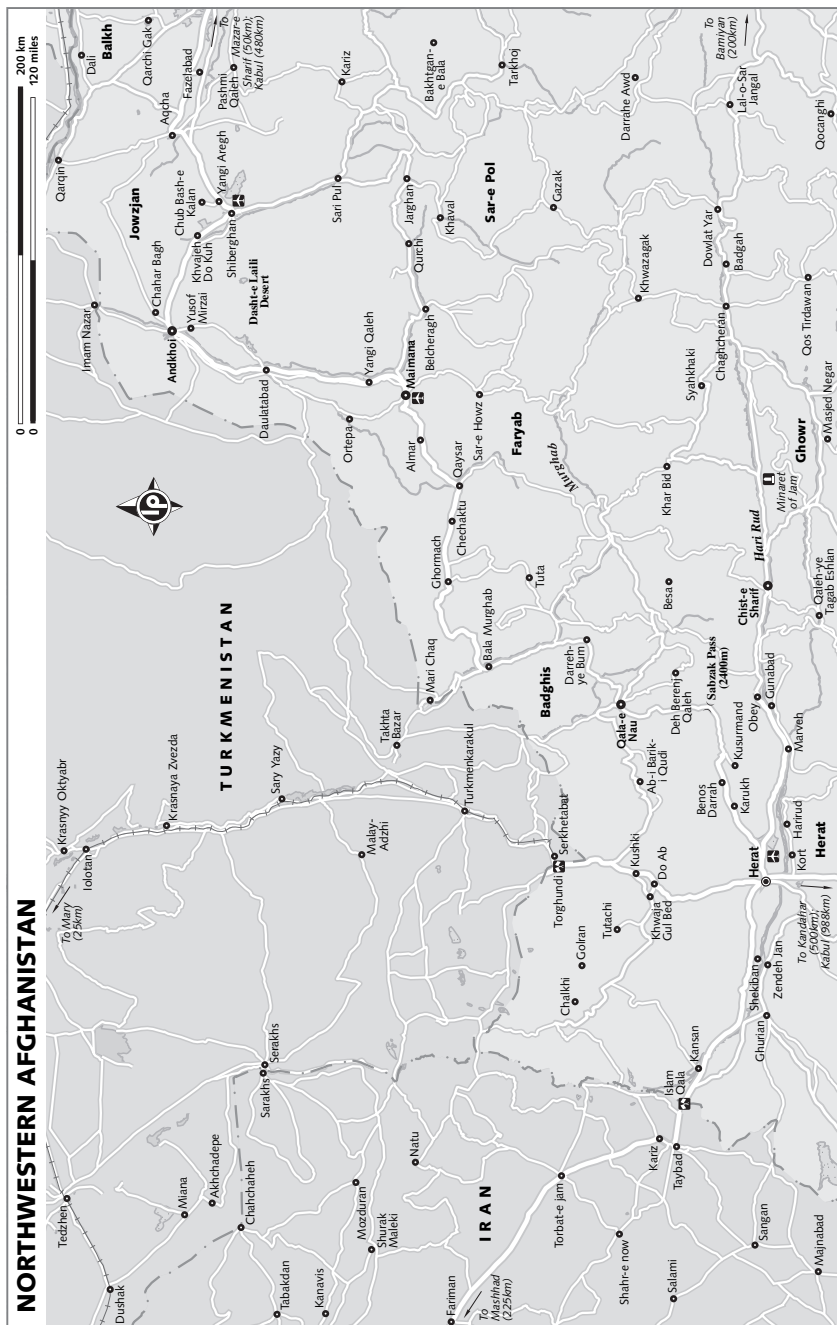 NORTHWESTERN AFGHANISTAN
0
200 km
0
120 miles
Tedzhen
Dushak
Miana
Akhchadepe
Chahchaheh
Tabakdan
Kanavis
Mozduran
Shurak
Maleki
Natu
Sarakhs
Serakhs
To Mary
(25km)
Krasnyy Oktyabr
Iolotan
Krasnaya Zvezda
Sary Yazy
TURKMENISTAN
Malay-
Adzhi
Turkmenkarakul
Takhta
Bazar
Mari Chaq
Imam Nazar
Qarqin
Dali
Balkh
Qarchi Gak
Fazelabad
To
Mazar-e
Sharif (50km);
Kabul (480km)
Aqcha
Pashmi
Qaleh
Jowzjan
Chahar Bagh
Andkhoi
Yusof
Mirzai
Khvajeh
Do Kuh
Chub Bash-e
Kalan
Yangi Aregh
Shiberghan
Dasht-e Laili
Desert
Daulatabad
Kariz
Sari Pul
Bakhtgan-
e Bala
Tarkhoj
Jarghan
Khaval
Qurchi
Sar-e Pol
Yangi Qaleh
Maimana
Belcheragh
Ortepa
Almar
Qaysar
Sar-e Howz
Faryab
Chechaktu
Ghormach
Bala Murghab
Tuta
Murghab
Gazak
Khwazagak
Darrahe Awd
To
Bamiyan
(200km)
Lal-o-Sar
Jangal
Qocanghi
Dowlat Yar
Badgah
Chaghcheran
Qos Tirdawan
Syahkhaki
Khar Bid
Masjed Negar
Ghowr
Minaret
of Jam
Hari Rud
Besa
Chist-e
Sharif
Qaleh-ye
Tagab Eshlan
Badghis
Darreh-
ye Bum
Qala-e
Nau
Deh Berenj
Qaleh
Sabzak Pass
(2400m)
Obey
Gunabad
Marveh
Ab-i Barik-
i Qudi
Kusurmand
Benos
Darrah
Karukh
Harirud
Kort
Herat
Herat
Serkhetabat
Torghundi
Kushki
Do Ab
Khwaja
Gul Bed
Tutachi
Golran
Chalkhi
To Kandahar
(500km);
Kabul (988km)
Shekiban
Zendeh Jan
Ghurian
Kansan
Islam
Qala
IRAN
Fariman
To
Mashhad
(225km)
Torbat-e jam
Kariz
Taybad
Shahr-e now
Salami
Sangan
Majnabad
lp